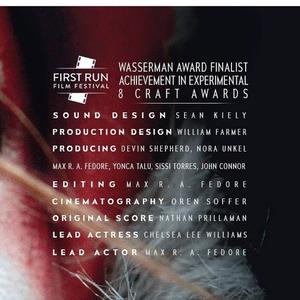 FIRST RUN
FILM FESTIVAL
WASSERMAN AWARD FINALIST
ACHIEVEMENT IN EXPERIMENTAL
8 CRAFT AWARDS
SOUND DESIGN SEAN KIELY
PRODUCTION DESIGN WILLIAM FARMER
PRODUCING DEVIN SHEPHERD, NORA UNKEL
MAX R. A. FEDORE, YONCA TALU, SISSI TORRES, JOHN CONNOR
EDITING MAX R. A. FEDORE
CINEMATOGRAPHY OREN SOFFER
ORIGINAL SCORE NATHAN PRILLAMAN
LEAD ACTRESS CHELSEA LEE WILLIAMS
LEAD ACTOR MAX R. A. FEDORE